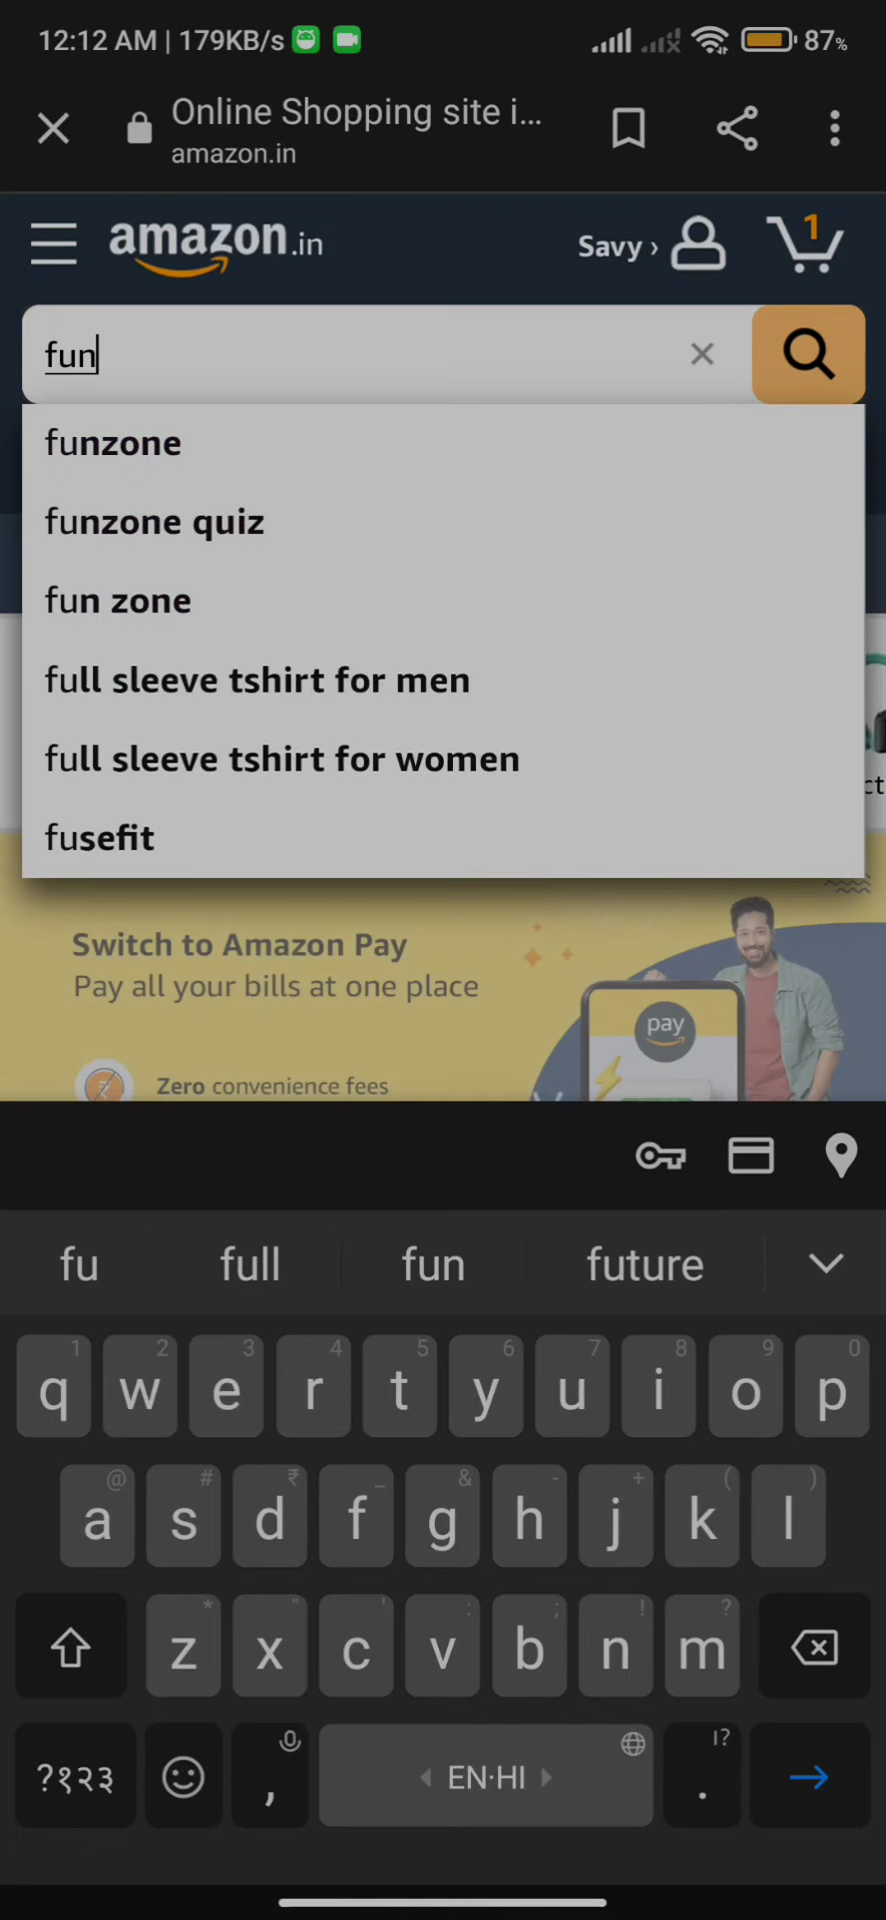 12:12 AM | 179KB/s
87%
Online Shopping site i...
amazon.in
amazon.in
Savy ›
1
fun
funzone
funzone quiz
fun zone
full sleeve tshirt for men
full sleeve tshirt for women
fusefit
ct
Switch to Amazon Pay
Pay all your bills at one place
pay
₹
Zero convenience fees
fu full fun future
1 2 3 4 5 6 7 8 9 0
q w e r t y u i o p
@ # ₹ _ & - + ( )
a s d f g h j k l
* " ' : ; ! ?
z x c v b n m
?१२३ , EN·HI . ।?